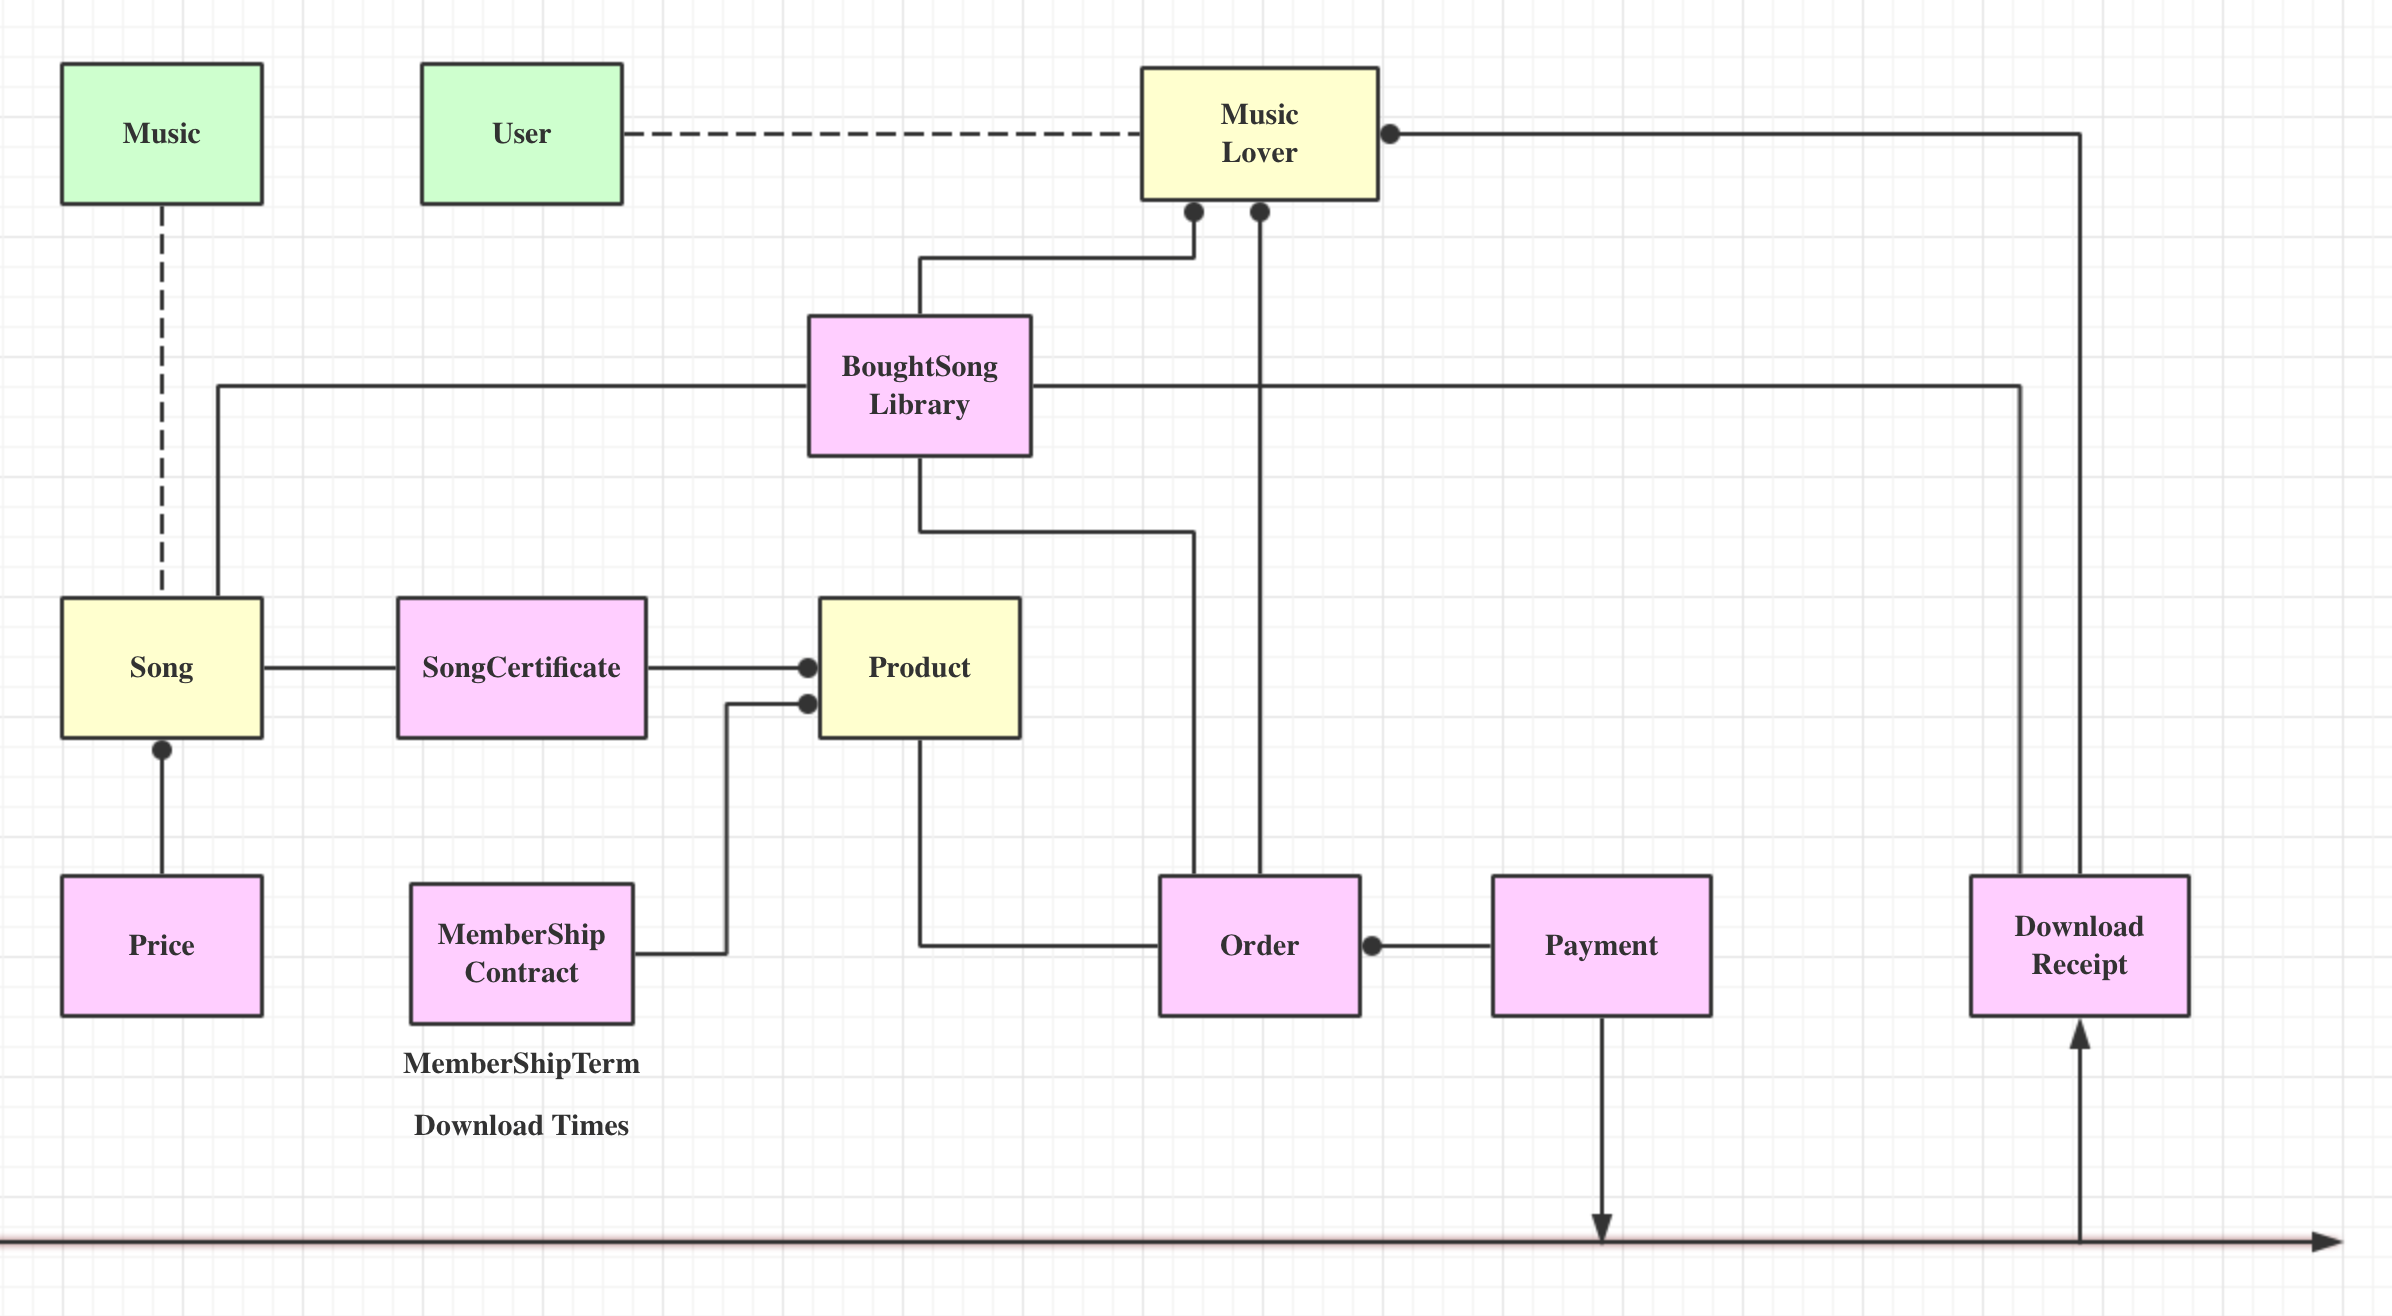 Music
User
Music
Lover
BoughtSong
Library
Song
SongCertificate
Product
Price
MemberShip
Contract
MemberShipTerm
Download Times
Order
Payment
Download
Receipt